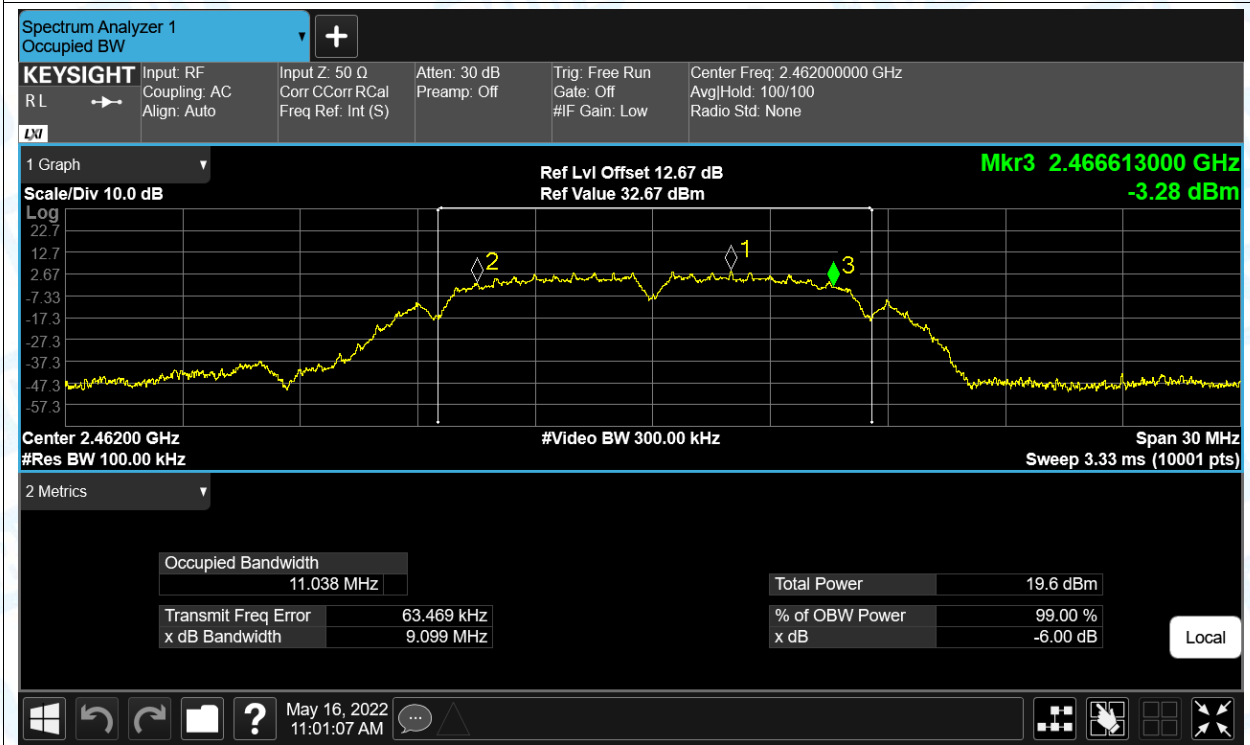 Spectrum Analyzer 1
Occupied BW
KEYSIGHT
R L
LXI
Input: RF
Coupling: AC
Align: Auto
Input Z: 50 Ω
Corr CCorr RCal
Freq Ref: Int (S)
Atten: 30 dB
Preamp: Off
Trig: Free Run
Gate: Off
#IF Gain: Low
Center Freq: 2.462000000 GHz
Avg|Hold: 100/100
Radio Std: None
1 Graph
Scale/Div 10.0 dB
Ref Lvl Offset 12.67 dB
Ref Value 32.67 dBm
Mkr3 2.466613000 GHz
-3.28 dBm
Log
22.7
12.7
2.67
-7.33
-17.3
-27.3
-37.3
-47.3
-57.3
2
1
3
Center 2.46200 GHz
#Video BW 300.00 kHz
Span 30 MHz
#Res BW 100.00 kHz
Sweep 3.33 ms (10001 pts)
2 Metrics
Occupied Bandwidth
11.038 MHz
Transmit Freq Error 63.469 kHz
x dB Bandwidth 9.099 MHz
Total Power 19.6 dBm
% of OBW Power 99.00 %
x dB -6.00 dB
Local
?
May 16, 2022
11:01:07 AM